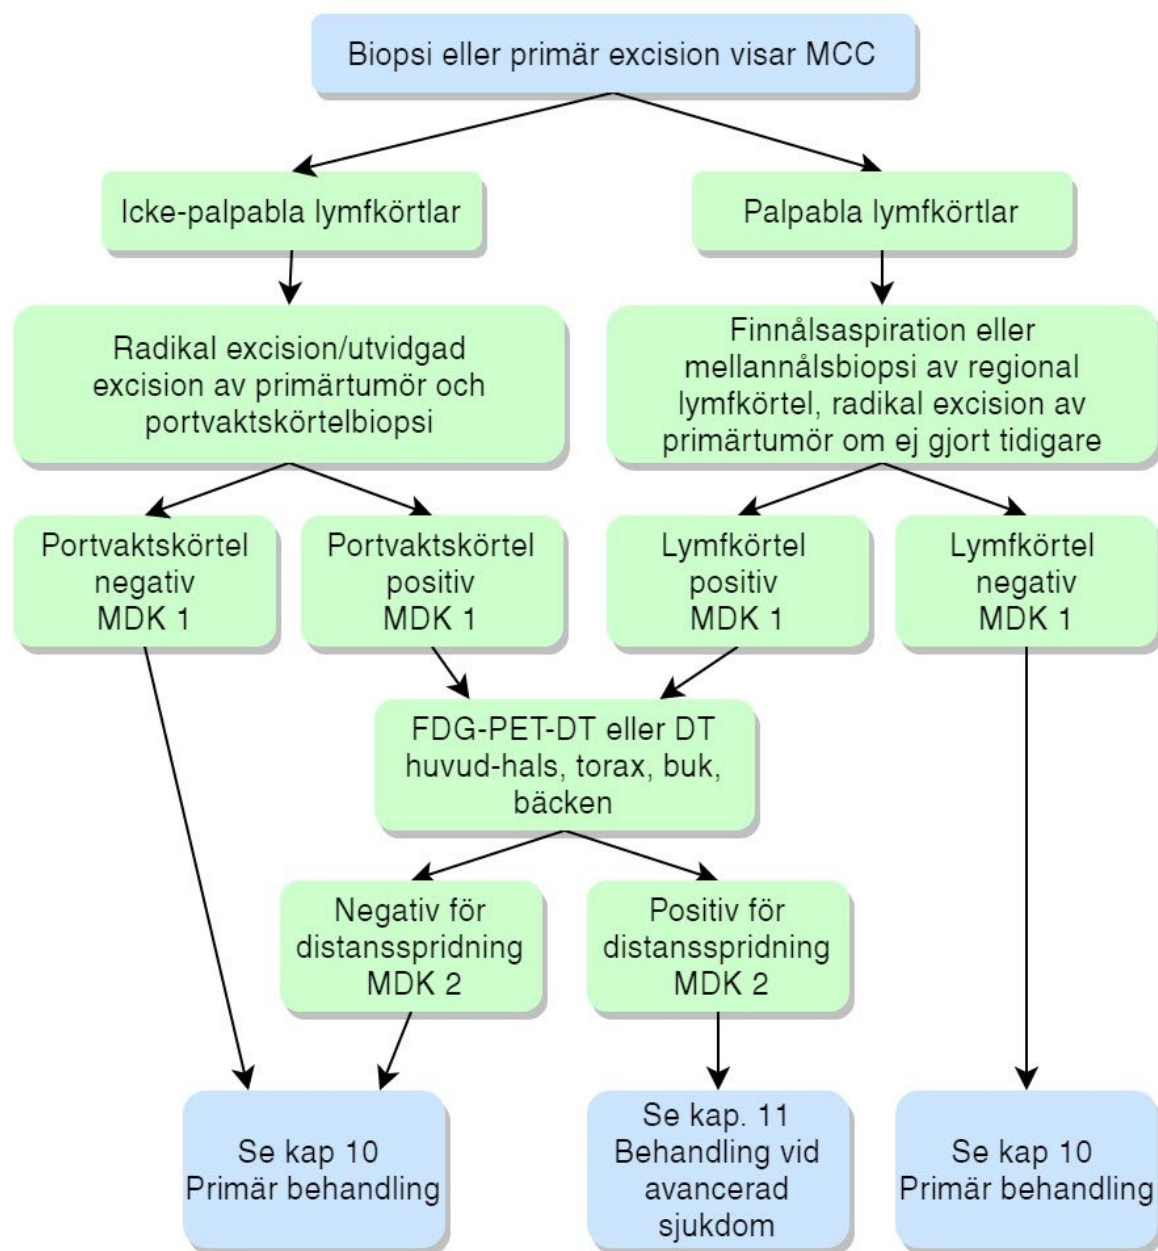 Biopsi eller primär excision visar MCC
Icke-palpabla lymfkörtlar
Palpabla lymfkörtlar
Radikal excision/utvidgad
excision av primärtumör och
portvaktskörtelbiopsi
Finnålsaspiration eller
mellannålsbiopsi av regional
lymfkörtel, radikal excision av
primärtumör om ej gjort tidigare
Portvaktskörtel
negativ
MDK 1
Portvaktskörtel
positiv
MDK 1
Lymfkörtel
positiv
MDK 1
Lymfkörtel
negativ
MDK 1
FDG-PET-DT eller DT
huvud-hals, torax, buk,
bäcken
Negativ för
distansspridning
MDK 2
Positiv för
distansspridning
MDK 2
Se kap 10
Primär behandling
Se kap. 11
Behandling vid
avancerad
sjukdom
Se kap 10
Primär behandling